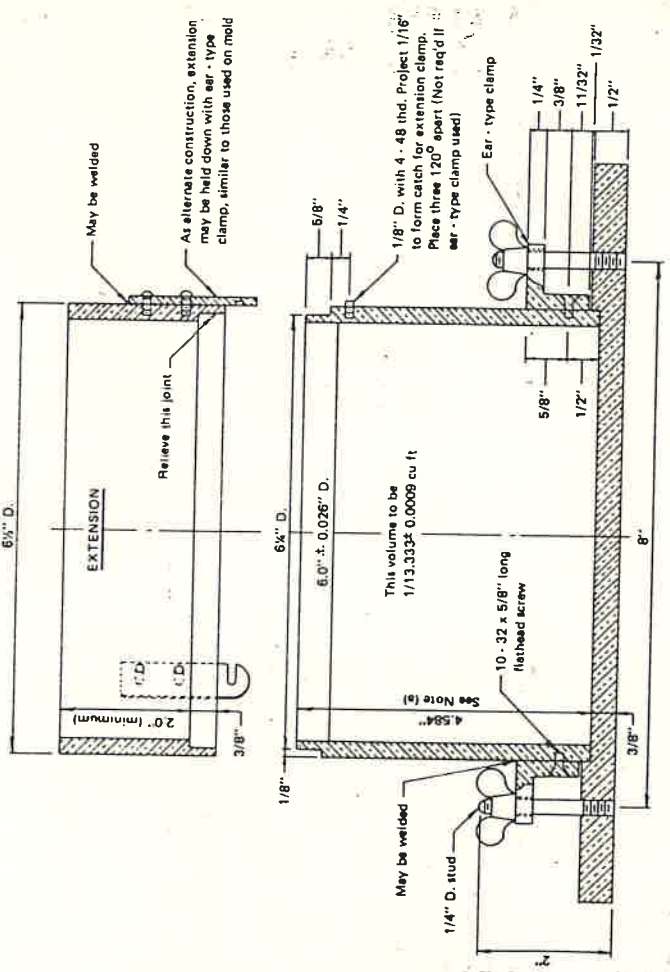 6½" D.
May be welded
EXTENSION
As alternate construction, extension
may be held down with ear - type
clamp, similar to those used on mold
2.0" (minimum)
3/8"
Relieve this joint
6¼" D.
1/8"
6.0" ± 0.026" D.
5/8"
1/4"
1/8" D. with 4 - 48 thd. Project 1/16"
to form catch for extension clamp.
Place three 120° apart (Not req'd if
ear - type clamp used)
This volume to be
1/13.333± 0.0009 cu ft
4.584"
See Note (a)
Ear - type clamp
May be welded
1/4" D. stud
10 - 32 x 5/8" long
flathead screw
5/8"
1/2"
1/4"
3/8"
11/32"
1/32"
1/2"
3/8"
2"
8"